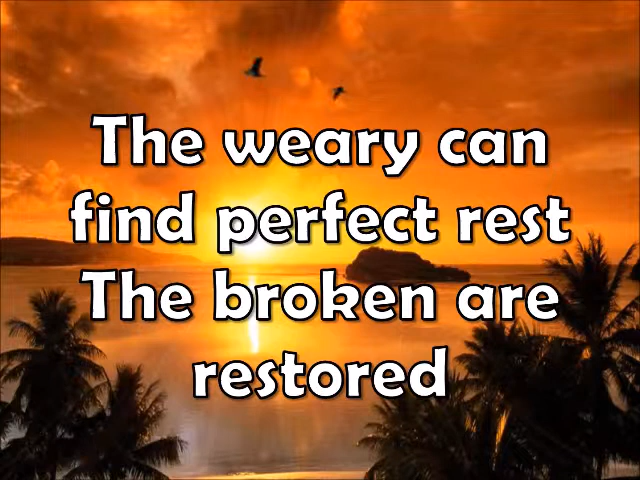 The weary can
find perfect rest
The broken are
restored